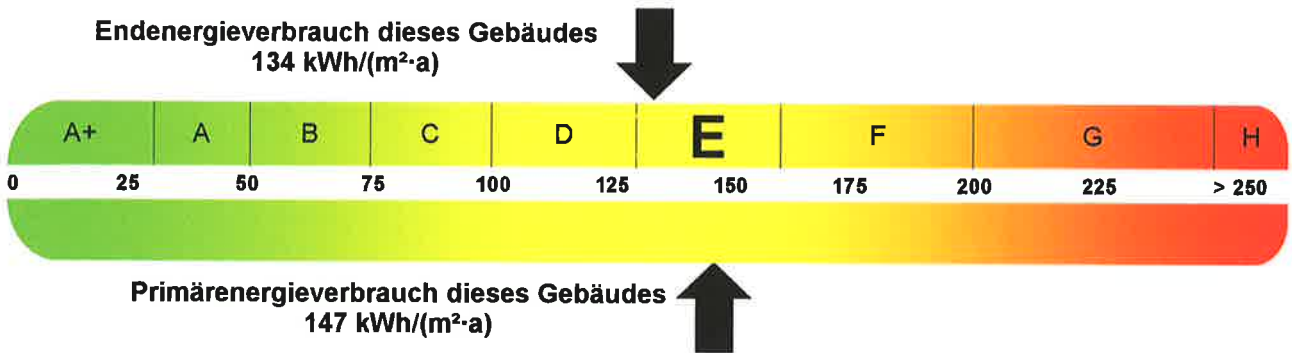 Endenergieverbrauch dieses Gebäudes
134 kWh/(m²·a)
A+ A B C D E F G H
0 25 50 75 100 125 150 175 200 225 > 250
Primärenergieverbrauch dieses Gebäudes
147 kWh/(m²·a)